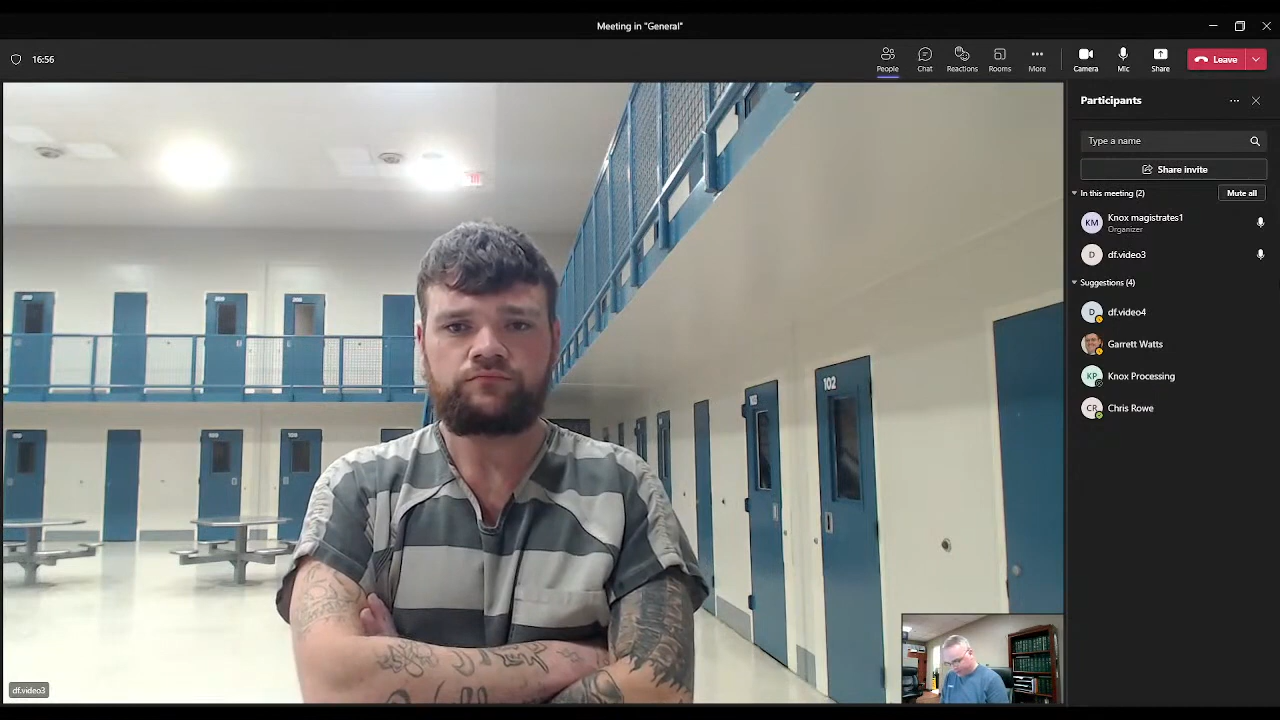 Meeting in "General"
16:56
People
Chat
Reactions
Rooms
More
Camera
Mic
Share
Leave
Participants
Type a name
Share invite
In this meeting (2)
Mute all
KM
Knox magistrates1
Organizer
D
df.video3
Suggestions (4)
D
df.video4
Garrett Watts
KP
Knox Processing
CR
Chris Rowe
102
df.video3